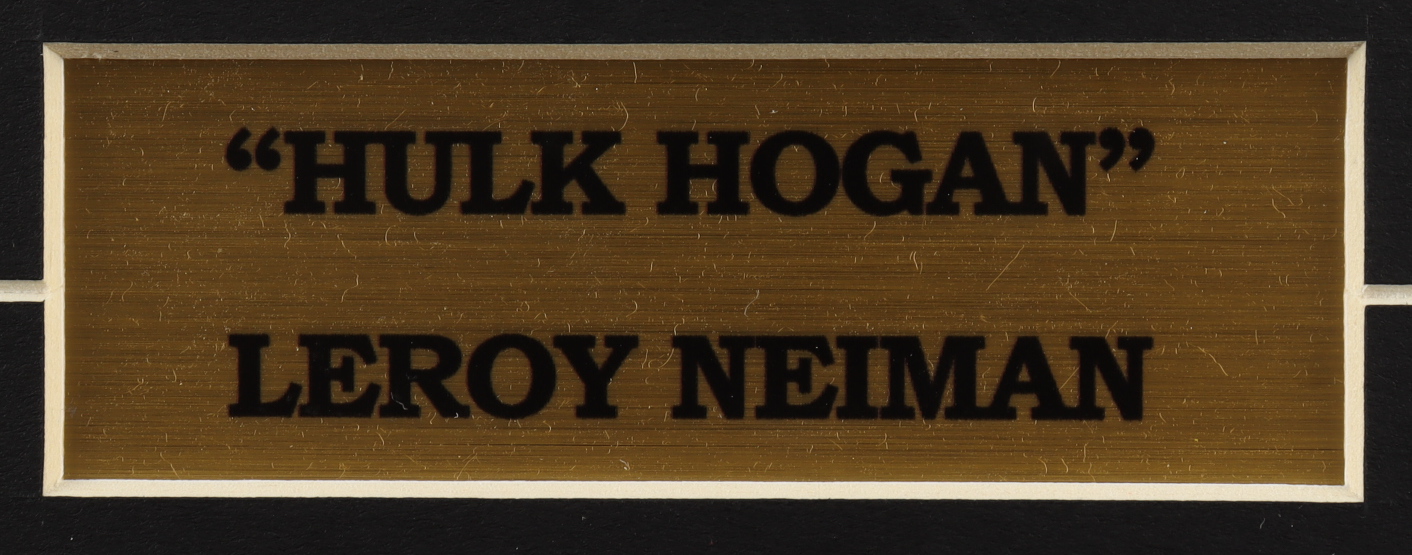 “HULK HOGAN”
LEROY NEIMAN